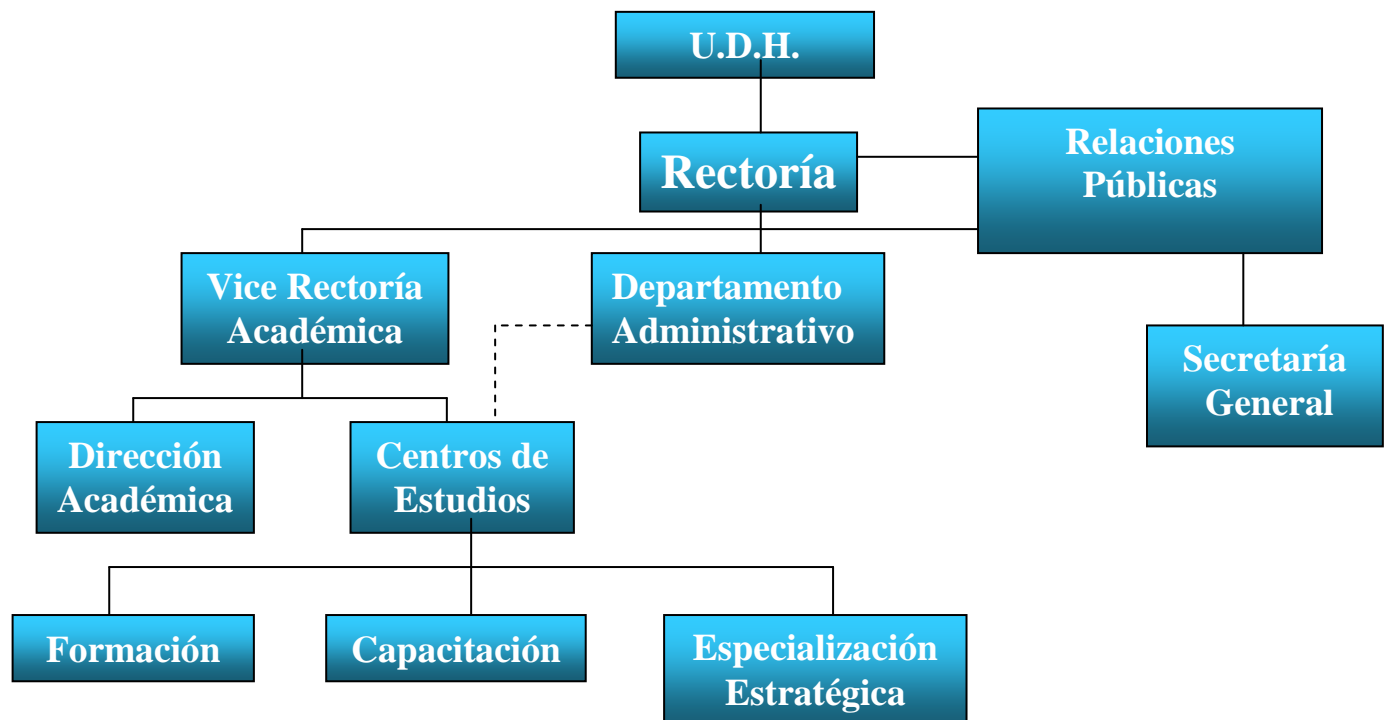 U.D.H.
Rectoría
Relaciones
Públicas
Vice Rectoría
Académica
Departamento
Administrativo
Secretaría
General
Dirección
Académica
Centros de
Estudios
Formación
Capacitación
Especialización
Estratégica